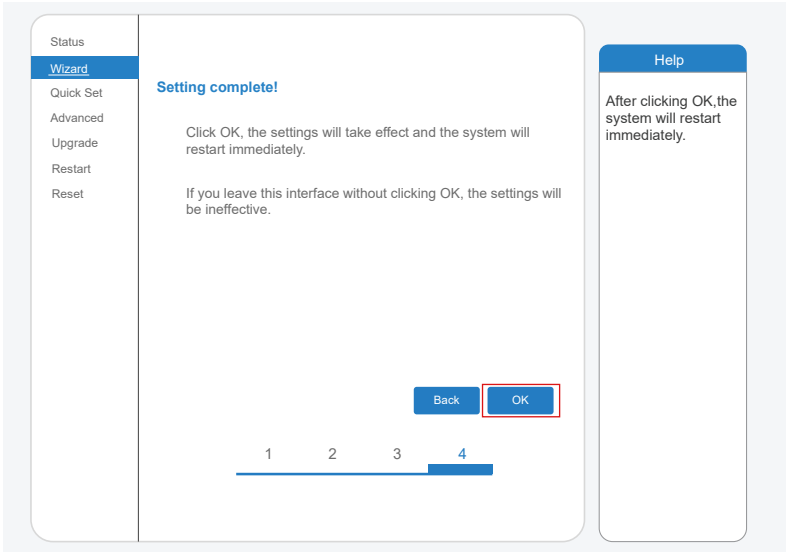 Status
Wizard
Quick Set
Advanced
Upgrade
Restart
Reset
Setting complete!
Click OK, the settings will take effect and the system will
restart immediately.
If you leave this interface without clicking OK, the settings will
be ineffective.
Back
OK
1 2 3 4
Help
After clicking OK,the
system will restart
immediately.